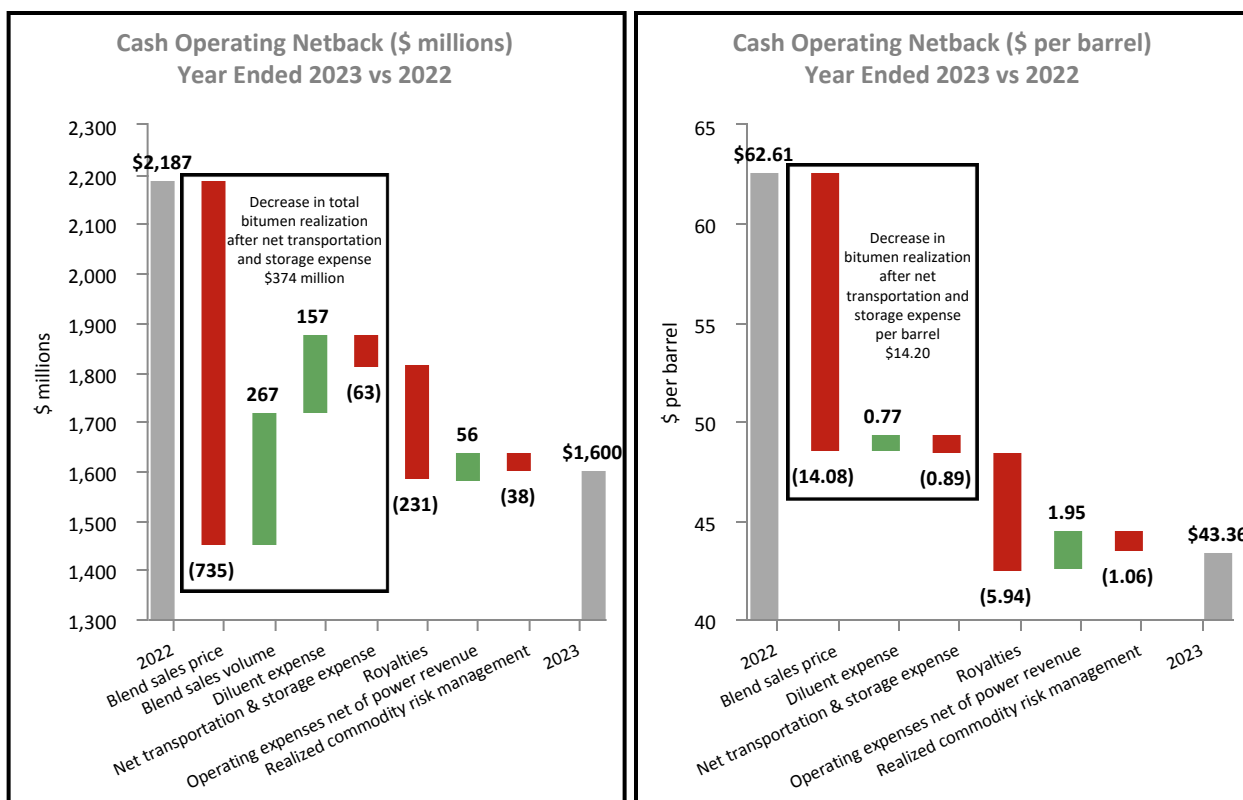 Cash Operating Netback ($ millions)
Year Ended 2023 vs 2022
2,300
2,200
2,100
2,000
1,900
1,800
1,700
1,600
1,500
1,400
1,300
$ millions
$2,187
(735)
267
157
(63)
(231)
56
(38)
$1,600
Decrease in total
bitumen realization
after net transportation
and storage expense
$374 million
2022
Blend sales price
Blend sales volume
Diluent expense
Net transportation & storage expense
Royalties
Operating expenses net of power revenue
Realized commodity risk management
2023
Cash Operating Netback ($ per barrel)
Year Ended 2023 vs 2022
65
60
55
50
45
40
$ per barrel
$62.61
(14.08)
0.77
(0.89)
(5.94)
1.95
(1.06)
$43.36
Decrease in
bitumen realization
after net
transportation and
storage expense
per barrel
$14.20
2022
Blend sales price
Diluent expense
Net transportation & storage expense
Royalties
Operating expenses net of power revenue
Realized commodity risk management
2023